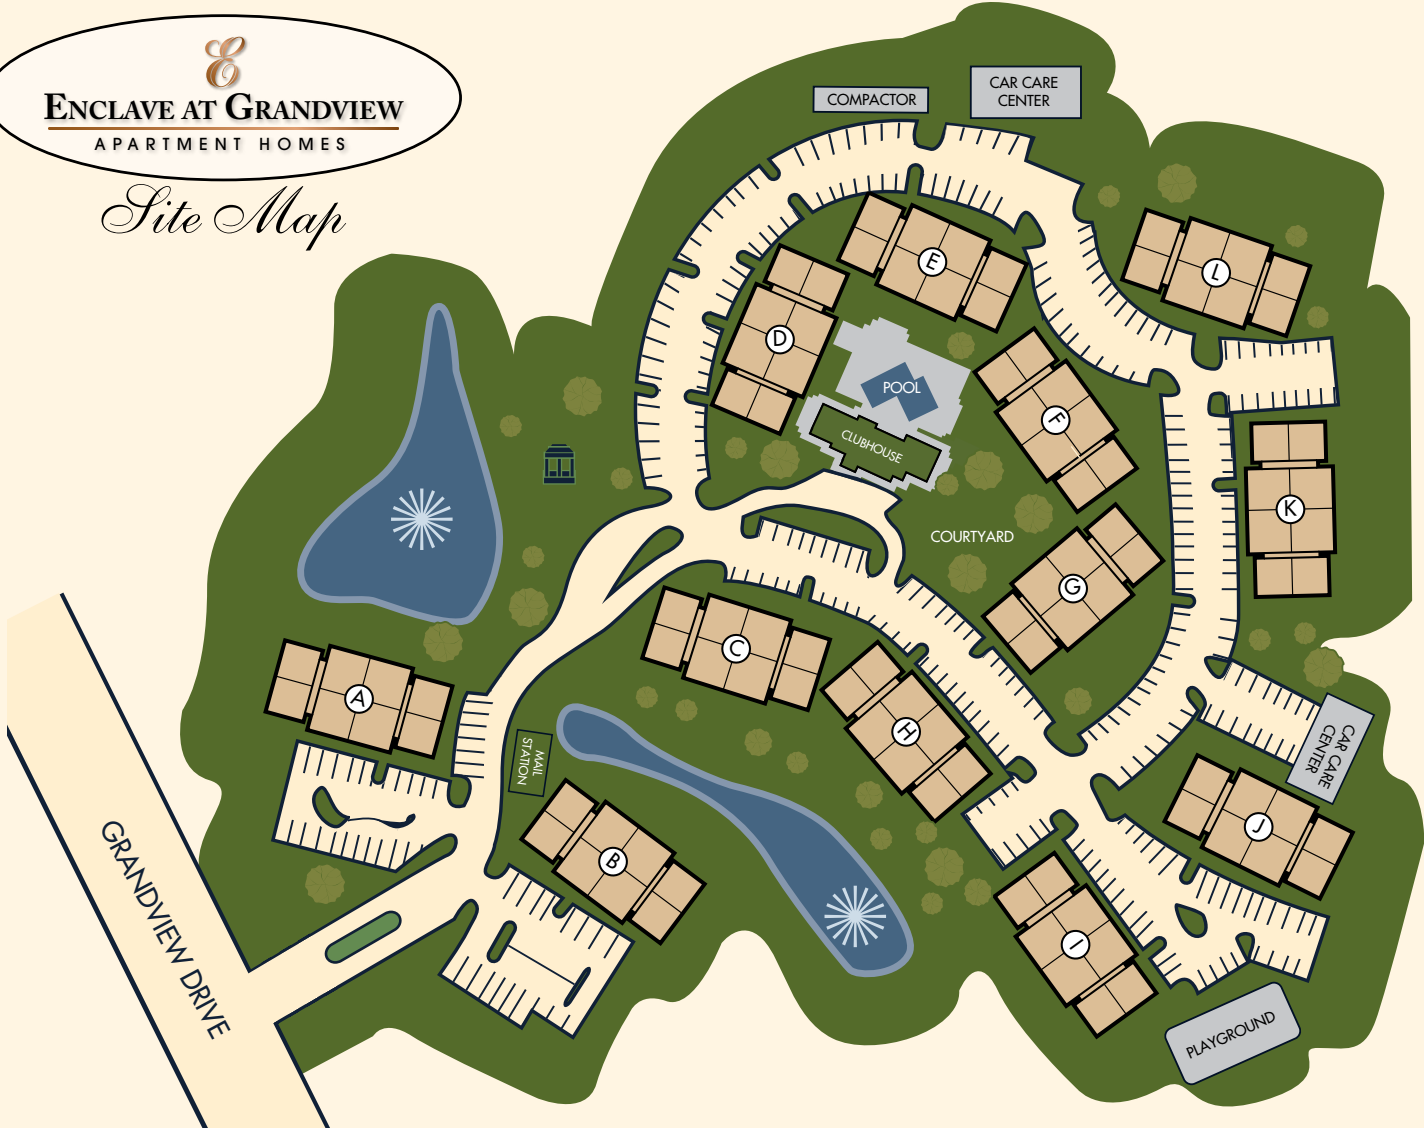 E
ENCLAVE AT GRANDVIEW
APARTMENT HOMES
Site Map
COMPACTOR
CAR CARE
CENTER
E
L
D
POOL
CLUBHOUSE
F
K
COURTYARD
G
C
A
H
MAIL
STATION
CAR CARE
CENTER
B
J
I
GRANDVIEW DRIVE
PLAYGROUND